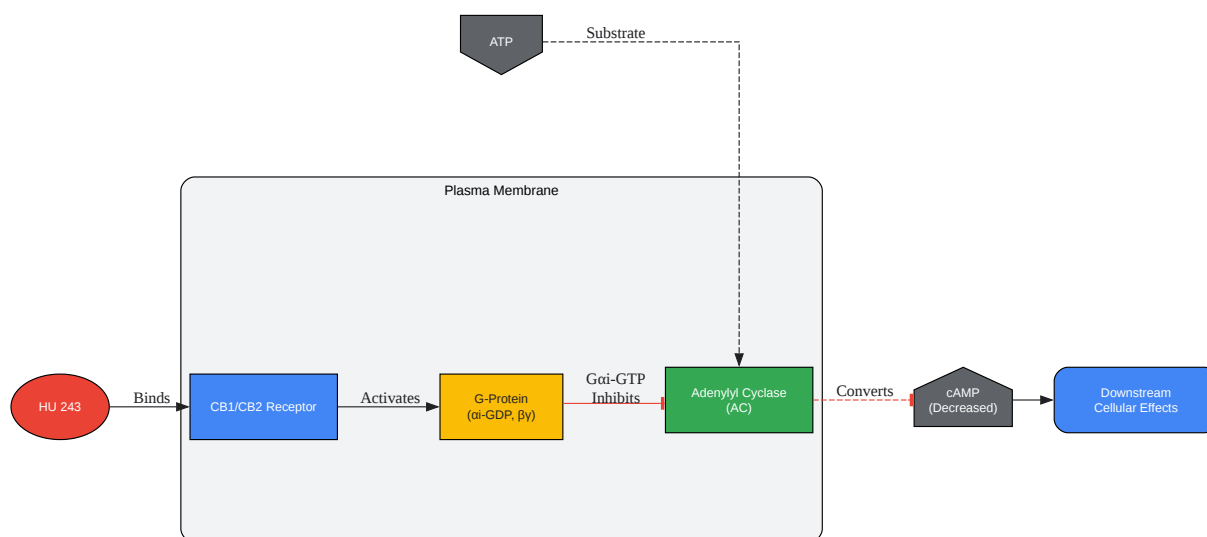 ATP
Substrate
Plasma Membrane
HU 243
Binds
CB1/CB2 Receptor
Activates
G-Protein
(αi-GDP, βγ)
Gαi-GTP
Inhibits
Adenylyl Cyclase
(AC)
Converts
cAMP
(Decreased)
Downstream
Cellular Effects